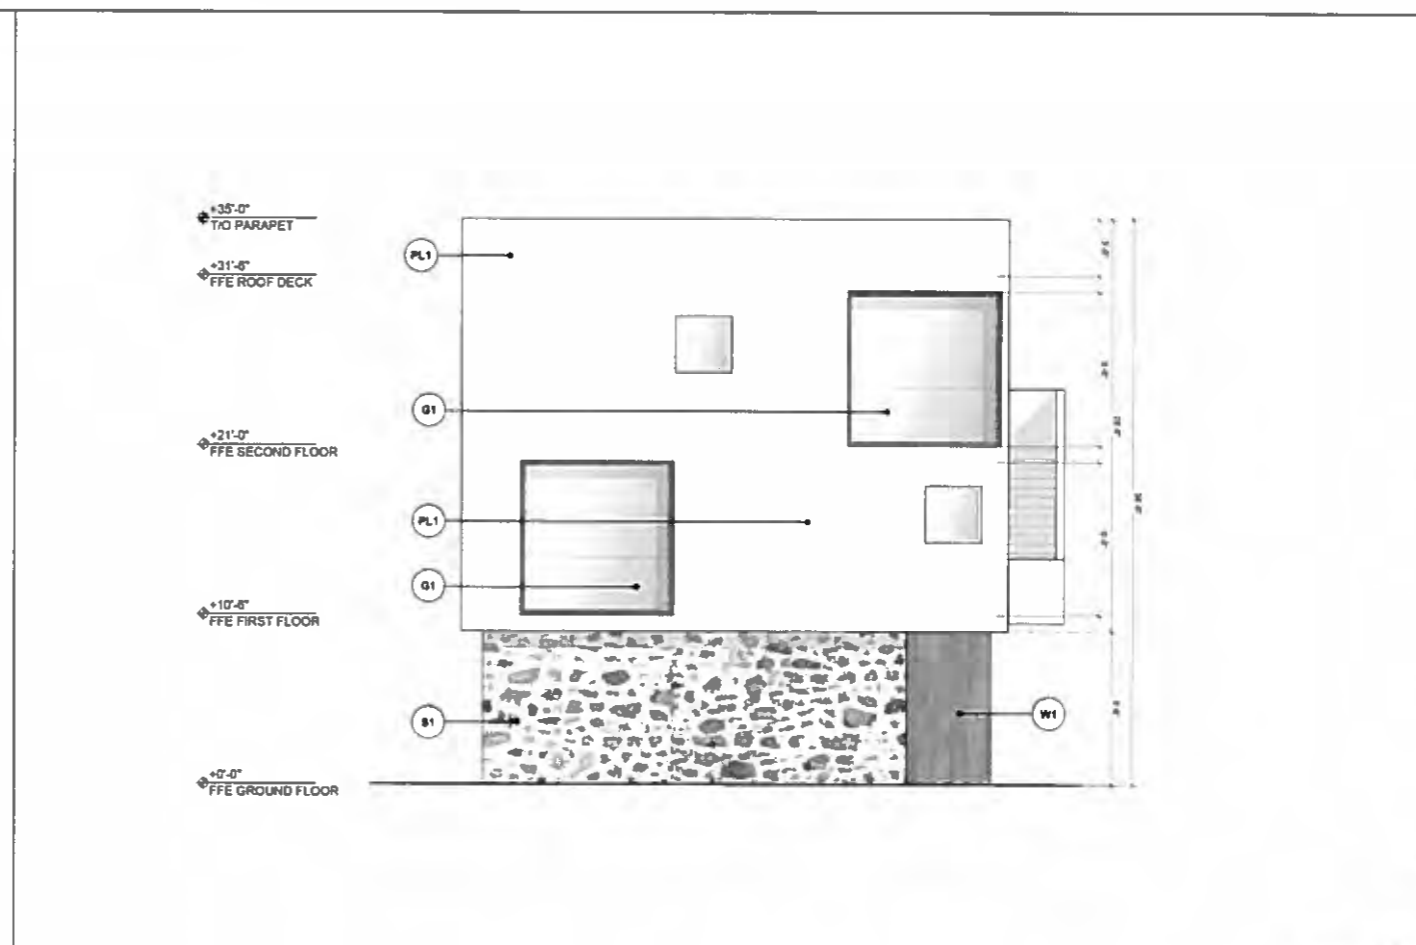 +35'-0"
T/O PARAPET
PL1
+31'-6"
FFE ROOF DECK
G1
+21'-0"
FFE SECOND FLOOR
PL1
G1
+10'-6"
FFE FIRST FLOOR
S1
W1
+0'-0"
FFE GROUND FLOOR